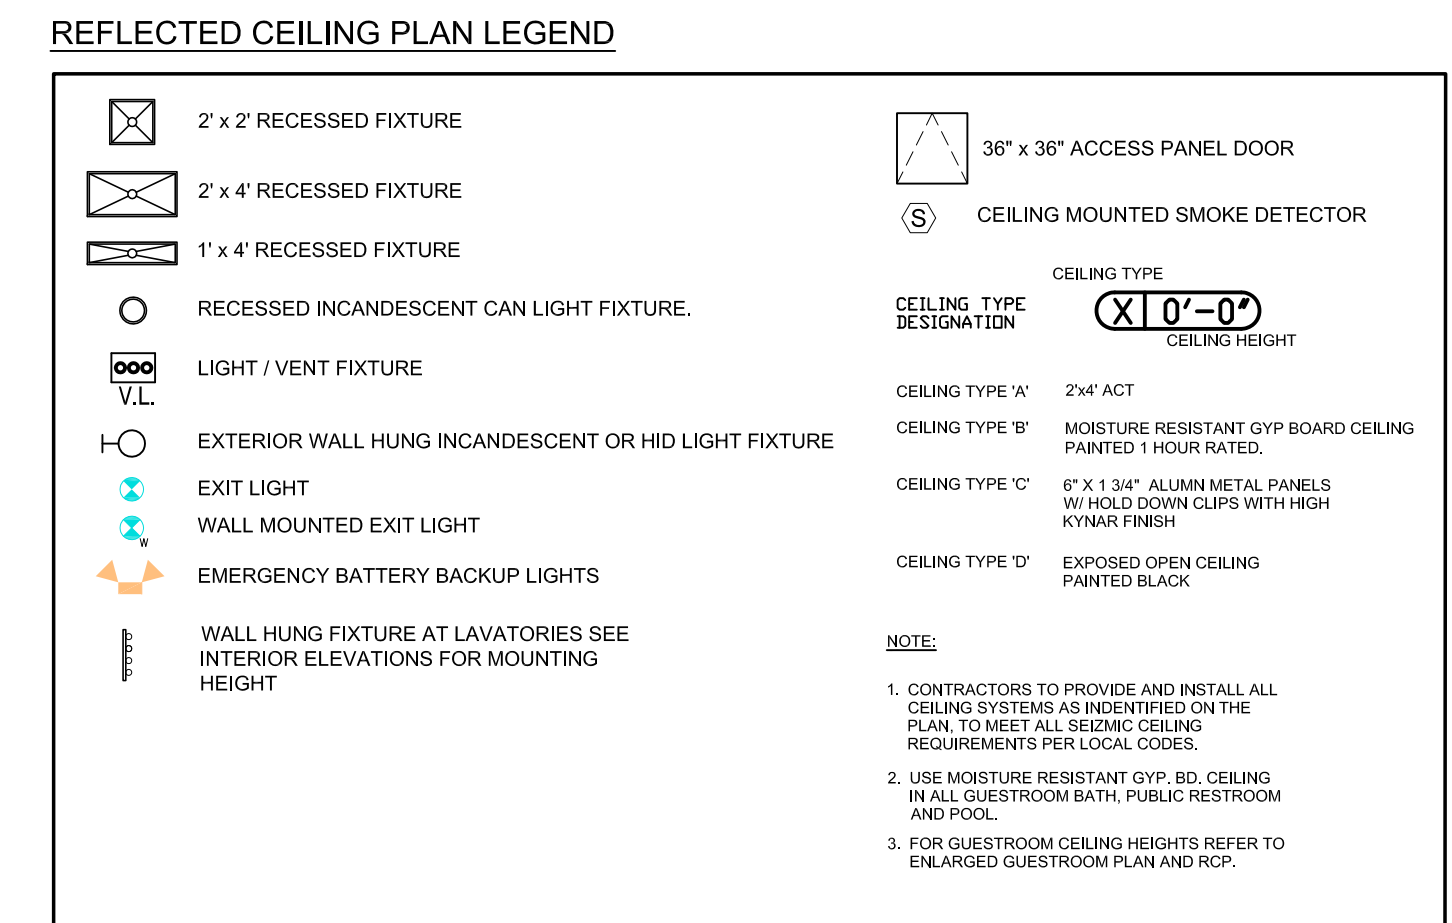 REFLECTED CEILING PLAN LEGEND
2' x 2' RECESSED FIXTURE
2' x 4' RECESSED FIXTURE
1' x 4' RECESSED FIXTURE
RECESSED INCANDESCENT CAN LIGHT FIXTURE.
V.L.
LIGHT / VENT FIXTURE
EXTERIOR WALL HUNG INCANDESCENT OR HID LIGHT FIXTURE
EXIT LIGHT
W
WALL MOUNTED EXIT LIGHT
EMERGENCY BATTERY BACKUP LIGHTS
WALL HUNG FIXTURE AT LAVATORIES SEE
INTERIOR ELEVATIONS FOR MOUNTING
HEIGHT
36" x 36" ACCESS PANEL DOOR
S
CEILING MOUNTED SMOKE DETECTOR
CEILING TYPE
CEILING TYPE
DESIGNATION
X 0'-0"
CEILING HEIGHT
CEILING TYPE 'A' 2'x4' ACT
CEILING TYPE 'B' MOISTURE RESISTANT GYP BOARD CEILING
PAINTED 1 HOUR RATED.
CEILING TYPE 'C' 6" X 1 3/4" ALUMN METAL PANELS
W/ HOLD DOWN CLIPS WITH HIGH
KYNAR FINISH
CEILING TYPE 'D' EXPOSED OPEN CEILING
PAINTED BLACK
NOTE:
1. CONTRACTORS TO PROVIDE AND INSTALL ALL
CEILING SYSTEMS AS INDENTIFIED ON THE
PLAN, TO MEET ALL SEIZMIC CEILING
REQUIREMENTS PER LOCAL CODES.
2. USE MOISTURE RESISTANT GYP. BD. CEILING
IN ALL GUESTROOM BATH, PUBLIC RESTROOM
AND POOL.
3. FOR GUESTROOM CEILING HEIGHTS REFER TO
ENLARGED GUESTROOM PLAN AND RCP.